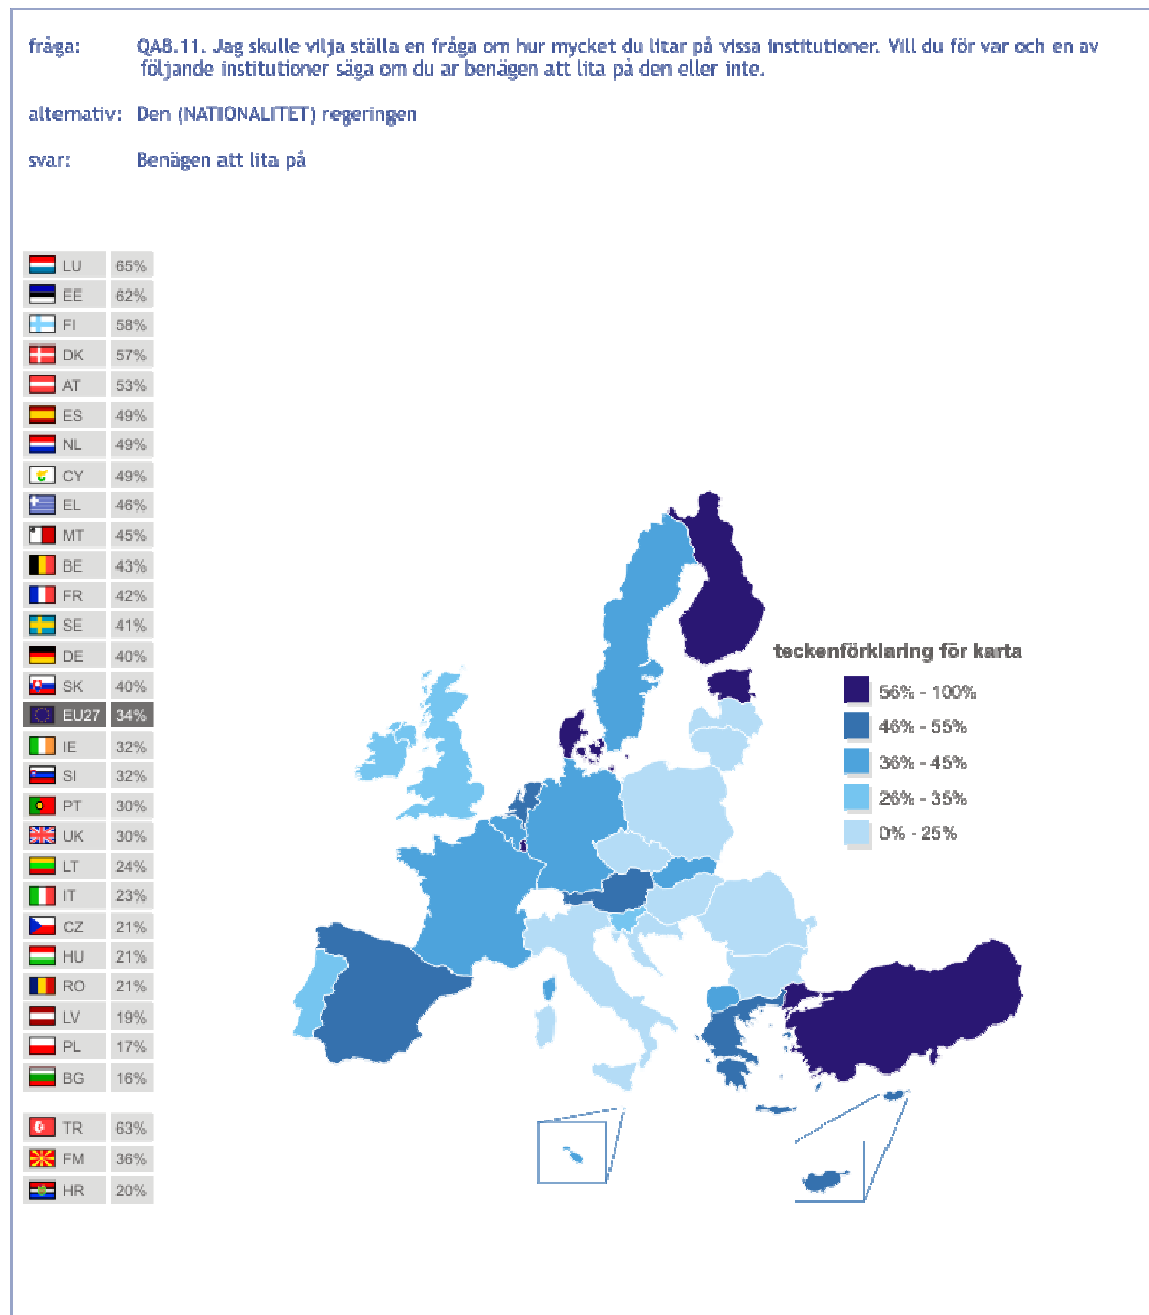 fråga: QA8.11. Jag skulle vilja ställa en fråga om hur mycket du litar på vissa institutioner. Vill du för var och en av
följande institutioner säga om du ar benägen att lita på den eller inte.
alternativ: Den (NATIONALITET) regeringen
svar: Benägen att lita på
LU 65%
EE 62%
FI 58%
DK 57%
AT 53%
ES 49%
NL 49%
CY 49%
EL 46%
MT 45%
BE 43%
FR 42%
SE 41%
DE 40%
SK 40%
EU27 34%
IE 32%
SI 32%
PT 30%
UK 30%
LT 24%
IT 23%
CZ 21%
HU 21%
RO 21%
LV 19%
PL 17%
BG 16%
TR 63%
FM 36%
HR 20%
teckenförklaring för karta
56% - 100%
46% - 55%
36% - 45%
26% - 35%
0% - 25%